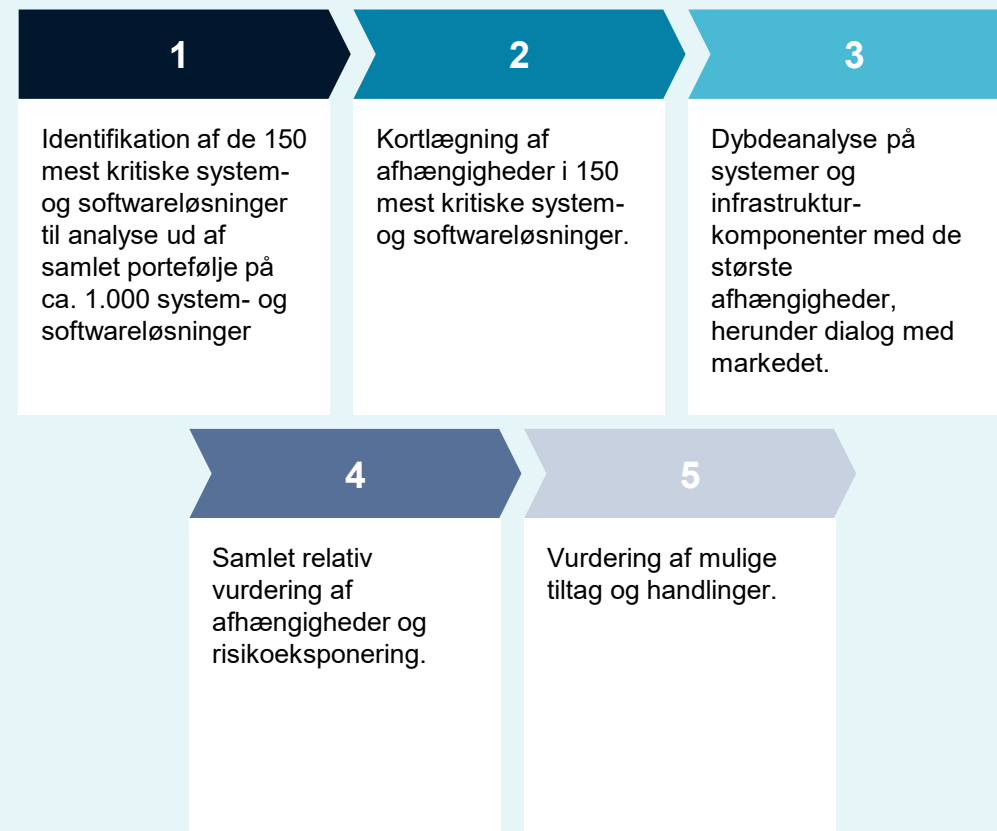 1
Identifikation af de 150
mest kritiske system-
og softwareløsninger
til analyse ud af
samlet portefølje på
ca. 1.000 system- og
softwareløsninger
2
Kortlægning af
afhængigheder i 150
mest kritiske system-
og softwareløsninger.
3
Dybdeanalyse på
systemer og
infrastruktur-
komponenter med de
største
afhængigheder,
herunder dialog med
markedet.
4
Samlet relativ
vurdering af
afhængigheder og
risikoeksponering.
5
Vurdering af mulige
tiltag og handlinger.